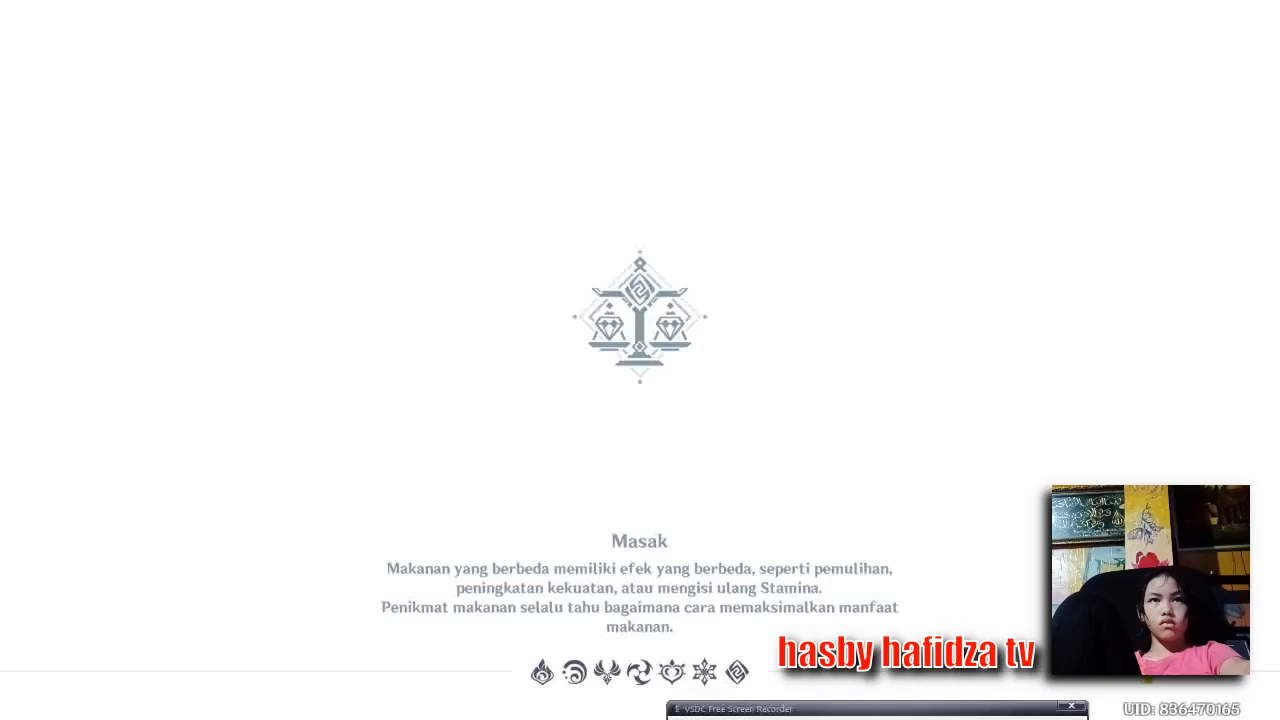 Masak
Makanan yang berbeda memiliki efek yang berbeda, seperti pemulihan,
peningkatan kekuatan, atau mengisi ulang Stamina.
Penikmat makanan selalu tahu bagaimana cara memaksimalkan manfaat
makanan.
hasby hafidza tv
VSDC Free Screen Recorder
UID: 836470165